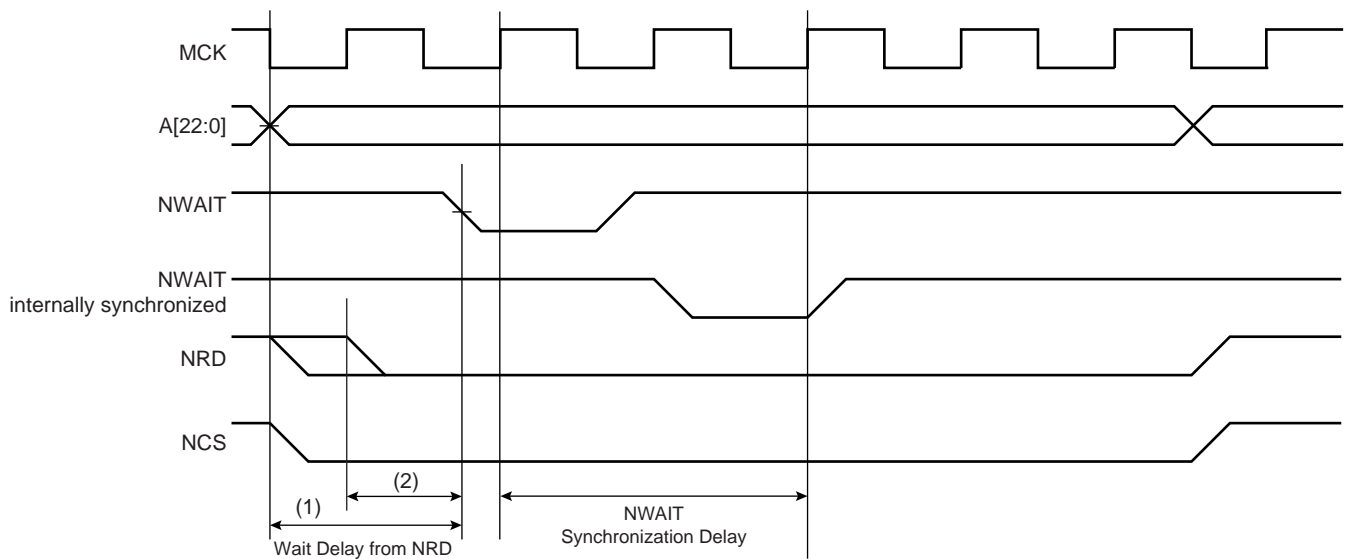 MCK
A[22:0]
NWAIT
NWAIT
internally synchronized
NRD
NCS
(2)
(1)
NWAIT
Synchronization Delay
Wait Delay from NRD